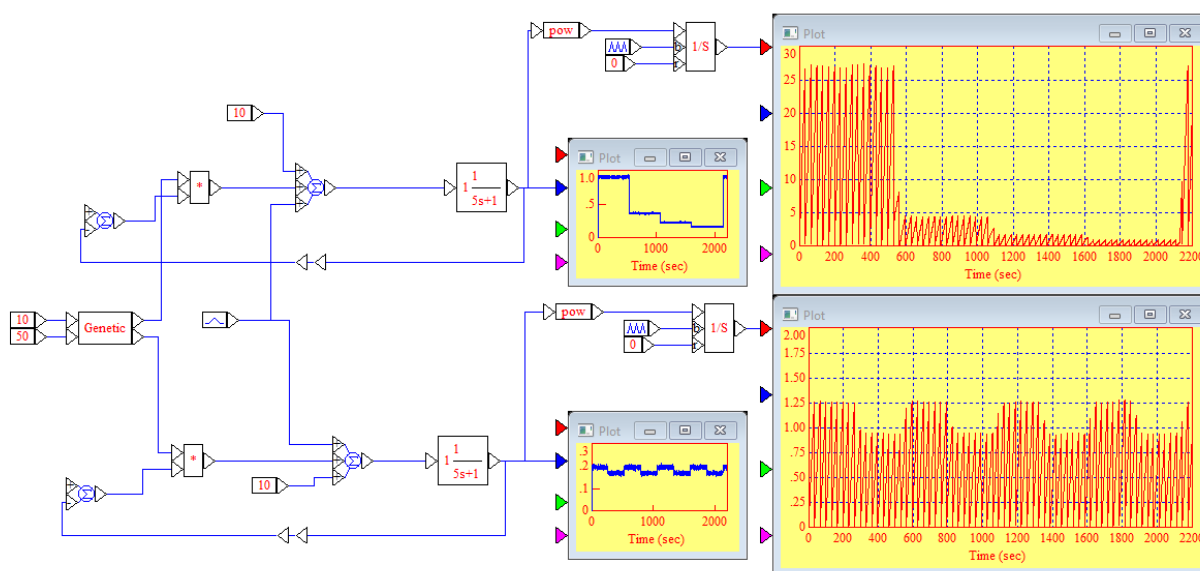 pow
b
r
0
1/S
Plot
30
25
20
15
10
5
0
0 200 400 600 800 1000 1200 1400 1600 1800 2000 2200
Time (sec)
10
*
+
+
+
Σ
1
1
5s+1
Plot
1.0
.5
0
0 1000 2000
Time (sec)
Σ
10
50
Genetic
pow
b
r
0
1/S
Plot
2.00
1.75
1.50
1.25
1.00
.75
.50
.25
0
0 200 400 600 800 1000 1200 1400 1600 1800 2000 2200
Time (sec)
*
Σ
+
+
+
Σ
10
1
1
5s+1
Plot
.3
.2
.1
0
0 1000 2000
Time (sec)